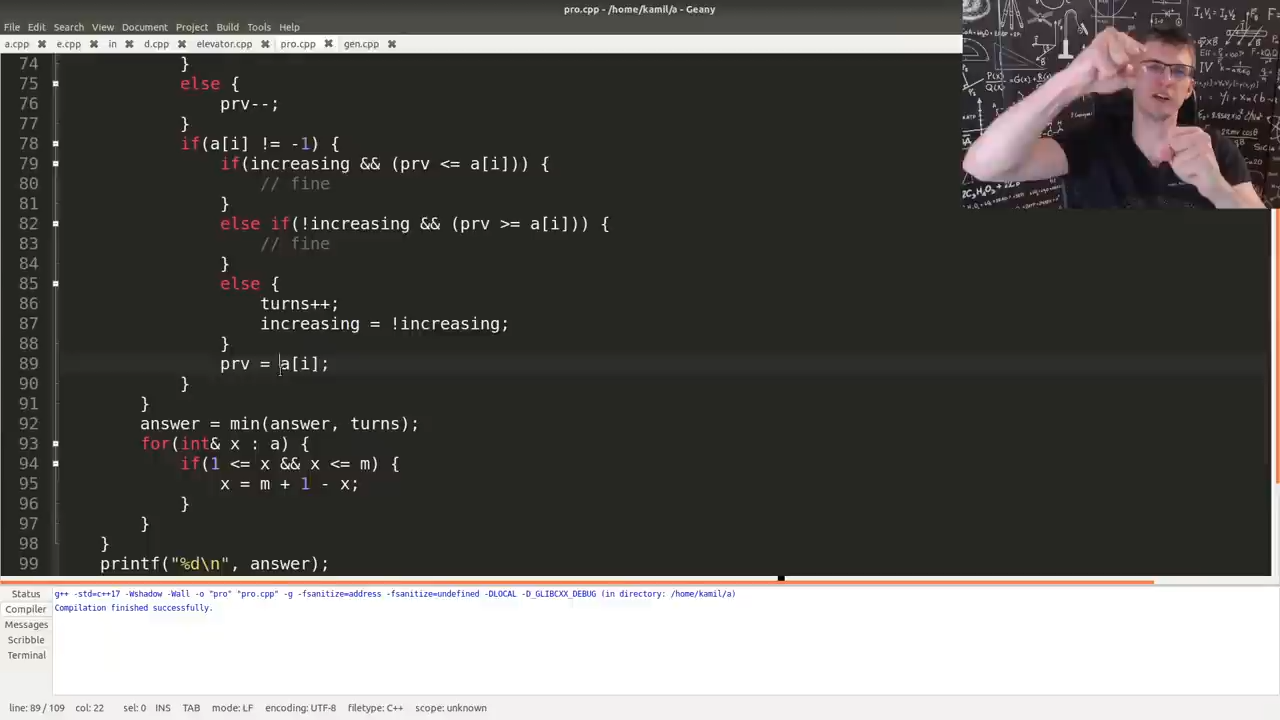 pro.cpp - /home/kamil/a - Geany
File Edit Search View Document Project Build Tools Help
a.cpp e.cpp in d.cpp elevator.cpp pro.cpp gen.cpp
74 }
75 else {
76 prv--;
77 }
78 if(a[i] != -1) {
79 if(increasing && (prv <= a[i])) {
80 // fine
81 }
82 else if(!increasing && (prv >= a[i])) {
83 // fine
84 }
85 else {
86 turns++;
87 increasing = !increasing;
88 }
89 prv = a[i];
90 }
91 }
92 answer = min(answer, turns);
93 for(int& x : a) {
94 if(1 <= x && x <= m) {
95 x = m + 1 - x;
96 }
97 }
98 }
99 printf("%d\n", answer);
Status
Compiler
Messages
Scribble
Terminal
g++ -std=c++17 -Wshadow -Wall -o "pro" "pro.cpp" -g -fsanitize=address -fsanitize=undefined -DLOCAL -D_GLIBCXX_DEBUG (in directory: /home/kamil/a)
Compilation finished successfully.
line: 89 / 109 col: 22 sel: 0 INS TAB mode: LF encoding: UTF-8 filetype: C++ scope: unknown